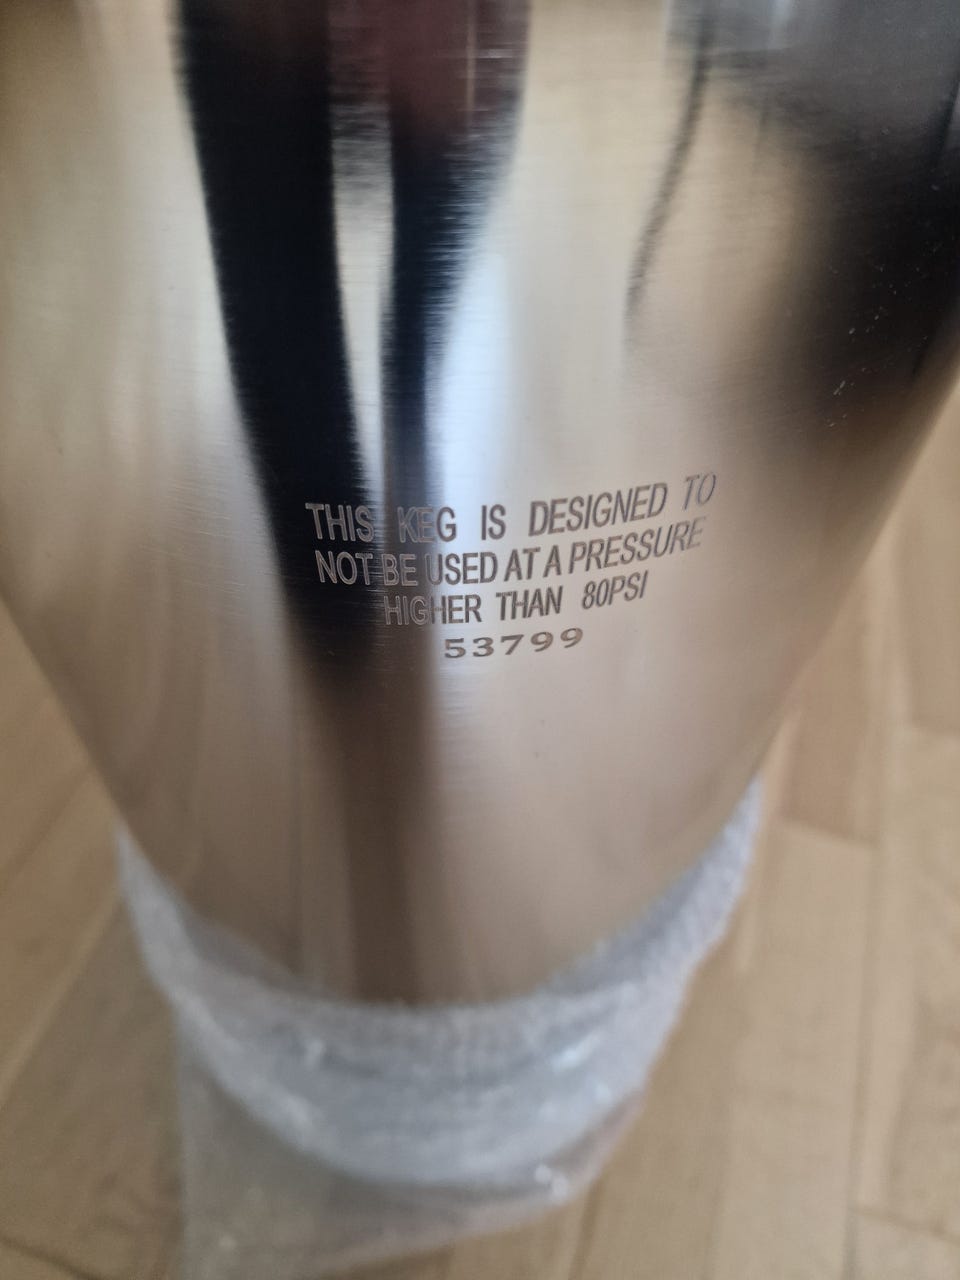 THIS KEG IS DESIGNED TO
NOT BE USED AT A PRESSURE
HIGHER THAN 80PSI
53799